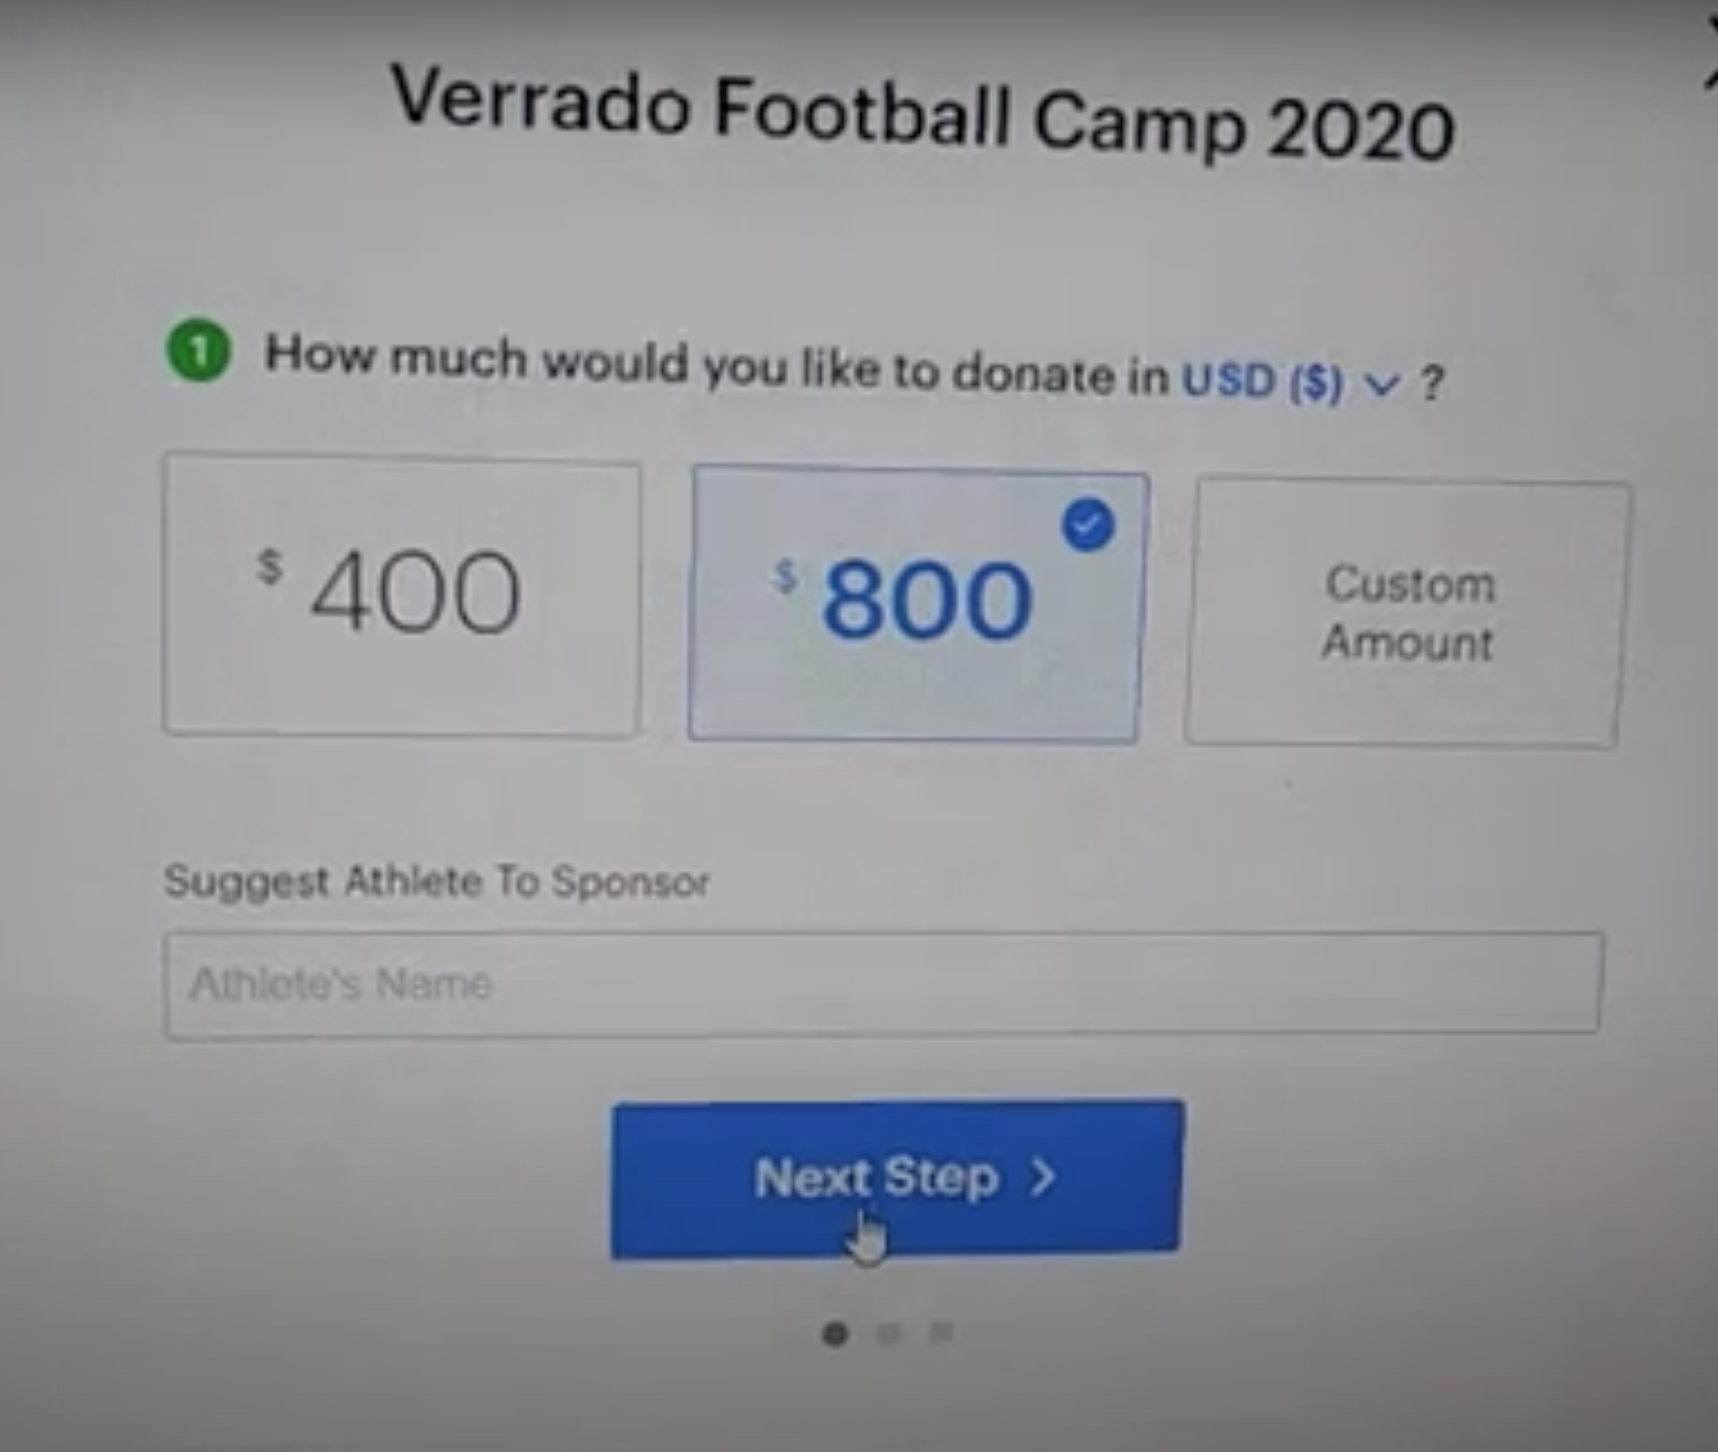 Verrado Football Camp 2020
1 How much would you like to donate in USD ($) ?
$ 400
$ 800
Custom
Amount
Suggest Athlete To Sponsor
Athlete's Name
Next Step >